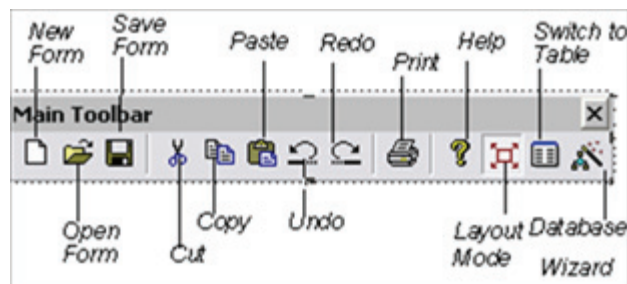 New
Form
Save
Form
Paste
Redo
Print
Help
Switch to
Table
Main Toolbar
Open
Form
Cut
Copy
Undo
Layout
Mode
Database
Wizard